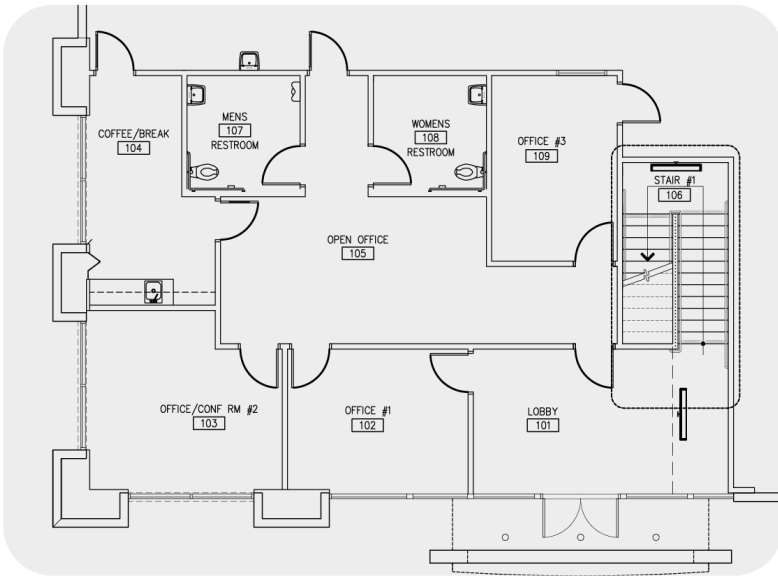 COFFEE/BREAK
104
MENS
107
RESTROOM
WOMENS
108
RESTROOM
OFFICE #3
109
STAIR #1
106
OPEN OFFICE
105
OFFICE/CONF RM #2
103
OFFICE #1
102
LOBBY
101